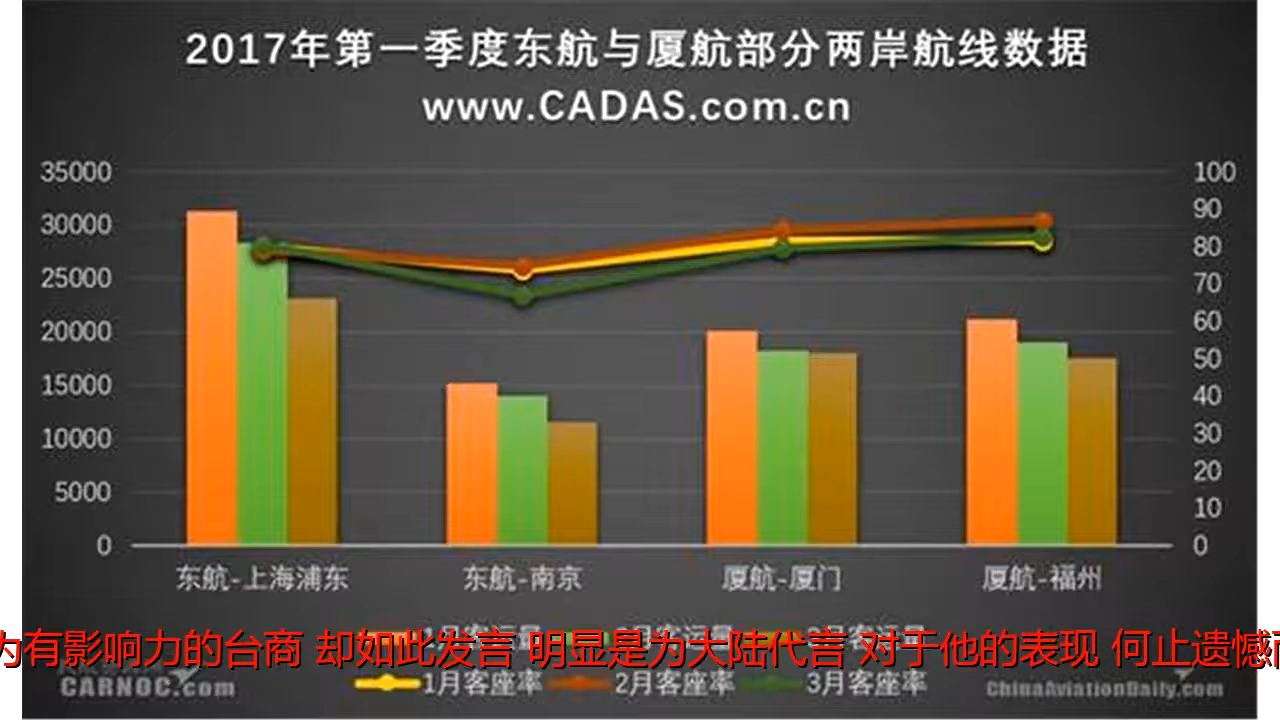 2017年第一季度东航与厦航部分两岸航线数据
www.CADAS.com.cn
35000
30000
25000
20000
15000
10000
5000
0
100
90
80
70
60
50
40
30
20
10
0
东航-上海浦东
东航-南京
厦航-厦门
厦航-福州
为有影响力的台商 却如此发言 明显是为大陆代言 对于他的表现 何止遗憾
1月客座率
2月客座率
3月客座率
CARNOC.com
ChinaAviationDaily.com